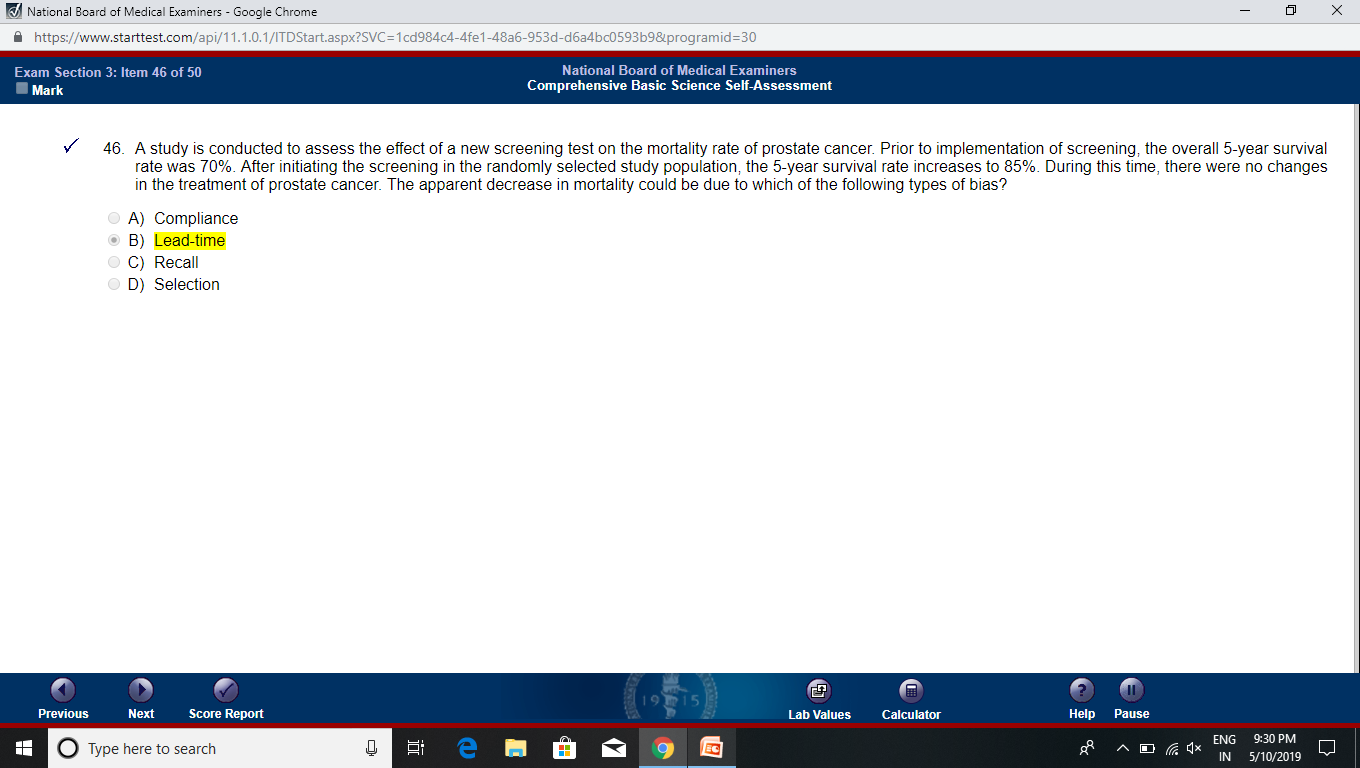 National Board of Medical Examiners - Google Chrome
https://www.starttest.com/api/11.1.0.1/ITDStart.aspx?SVC=1cd984c4-4fe1-48a6-953d-d6a4bc0593b9&programid=30
Exam Section 3: Item 46 of 50
National Board of Medical Examiners
Mark
Comprehensive Basic Science Self-Assessment
46. A study is conducted to assess the effect of a new screening test on the mortality rate of prostate cancer. Prior to implementation of screening, the overall 5-year survival
rate was 70%. After initiating the screening in the randomly selected study population, the 5-year survival rate increases to 85%. During this time, there were no changes
in the treatment of prostate cancer. The apparent decrease in mortality could be due to which of the following types of bias?
A) Compliance
B) Lead-time
C) Recall
D) Selection
19 15
Previous Next Score Report Lab Values Calculator Help Pause
Type here to search
ENG
IN
9:30 PM
5/10/2019